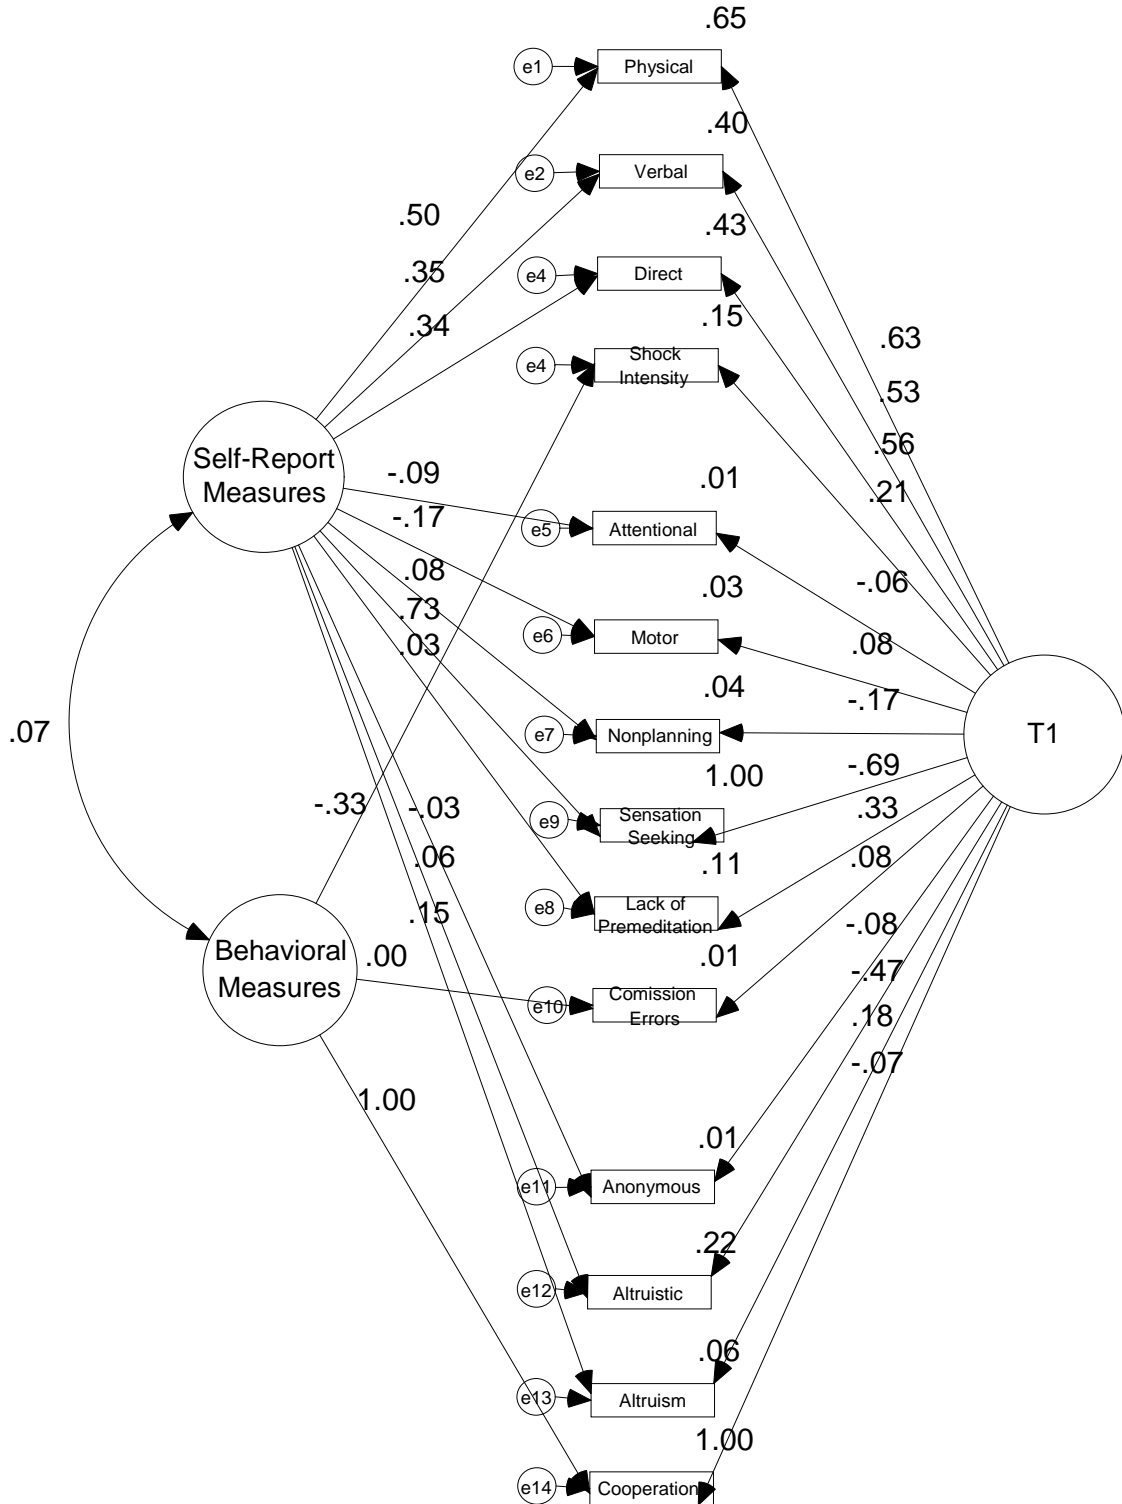 .65
e1
Physical
.40
e2
Verbal
.50
.43
.35
e4
Direct
.34
.15
e4
Shock
Intensity
.63
.53
.56
.21
Self-Report
Measures
-.09
.01
-.17
e5
Attentional
.08
.03
-.06
.73
e6
Motor
.08
.03
.04
-.17
.07
e7
Nonplanning
T1
1.00
-.69
-.33
-.03
e9
Sensation
Seeking
.33
.06
.11
.08
.15
e8
Lack of
Premeditation
-.08
Behavioral
Measures
.00
.01
-.47
e10
Comission
Errors
.18
-.07
1.00
.01
e11
Anonymous
.22
e12
Altruistic
.06
e13
Altruism
1.00
e14
Cooperation